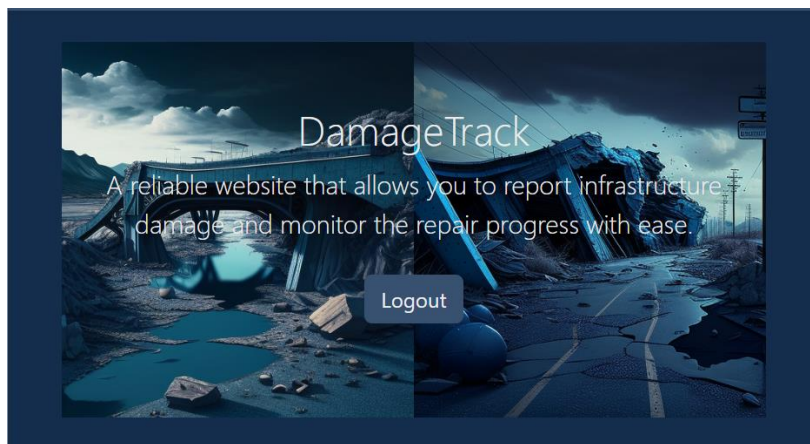 DamageTrack
A reliable website that allows you to report infrastructure
damage and monitor the repair progress with ease.
Logout